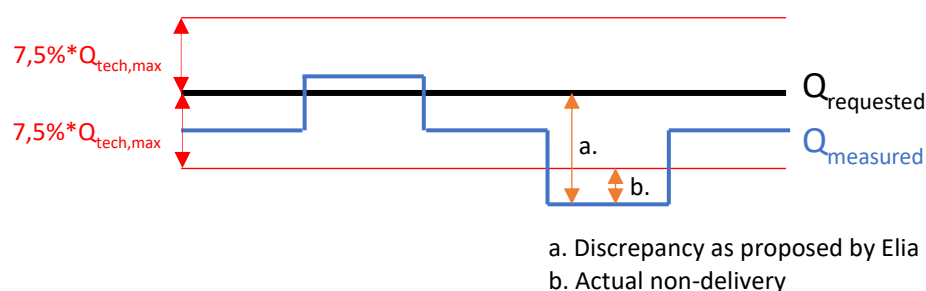 7,5%*Qtech,max
Qrequested
7,5%*Qtech,max
a.
Qmeasured
b.
a. Discrepancy as proposed by Elia
b. Actual non-delivery